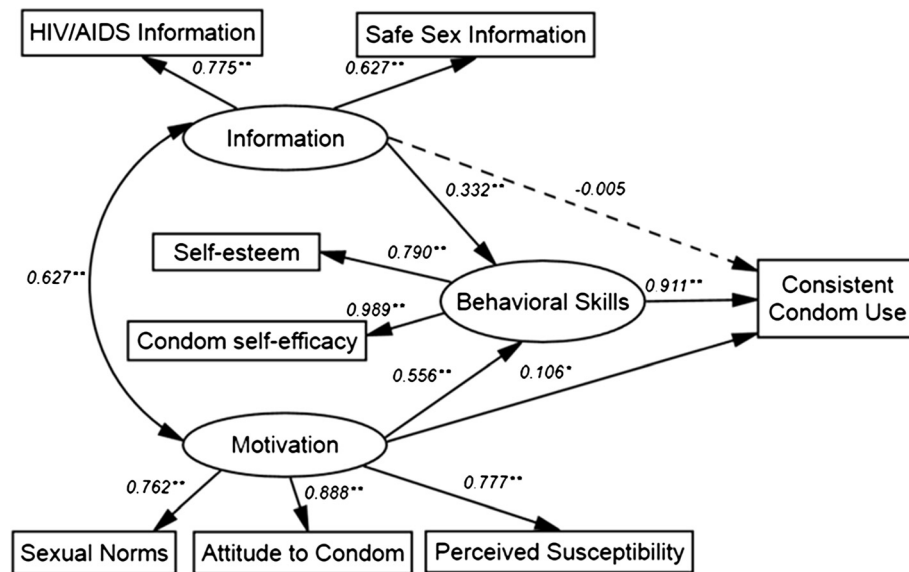 HIV/AIDS Information
Safe Sex Information
0.775**
0.627**
Information
-0.005
0.332**
Self-esteem
0.790**
0.627**
Behavioral Skills
0.911**
Consistent
Condom Use
0.989**
Condom self-efficacy
0.556**
0.106*
Motivation
0.762**
0.888**
0.777**
Sexual Norms
Attitude to Condom
Perceived Susceptibility